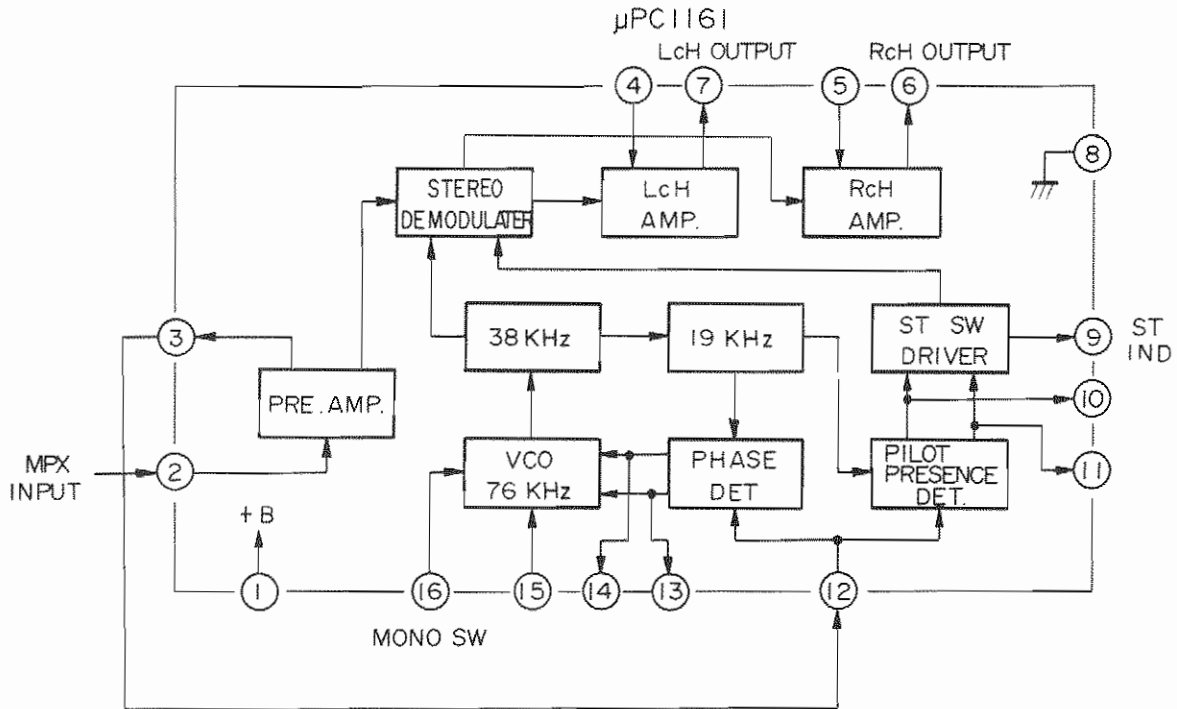 μPC1161
LcH OUTPUT
RcH OUTPUT
4
7
5
6
8
STEREO
DEMODULATER
LcH
AMP.
RcH
AMP.
3
38 KHz
19 KHz
ST SW
DRIVER
9
ST
IND
PRE. AMP.
10
MPX
INPUT
2
VCO
76 KHz
PHASE
DET
PILOT
PRESENCE
DET.
11
+B
1
16
15
14
13
12
MONO SW